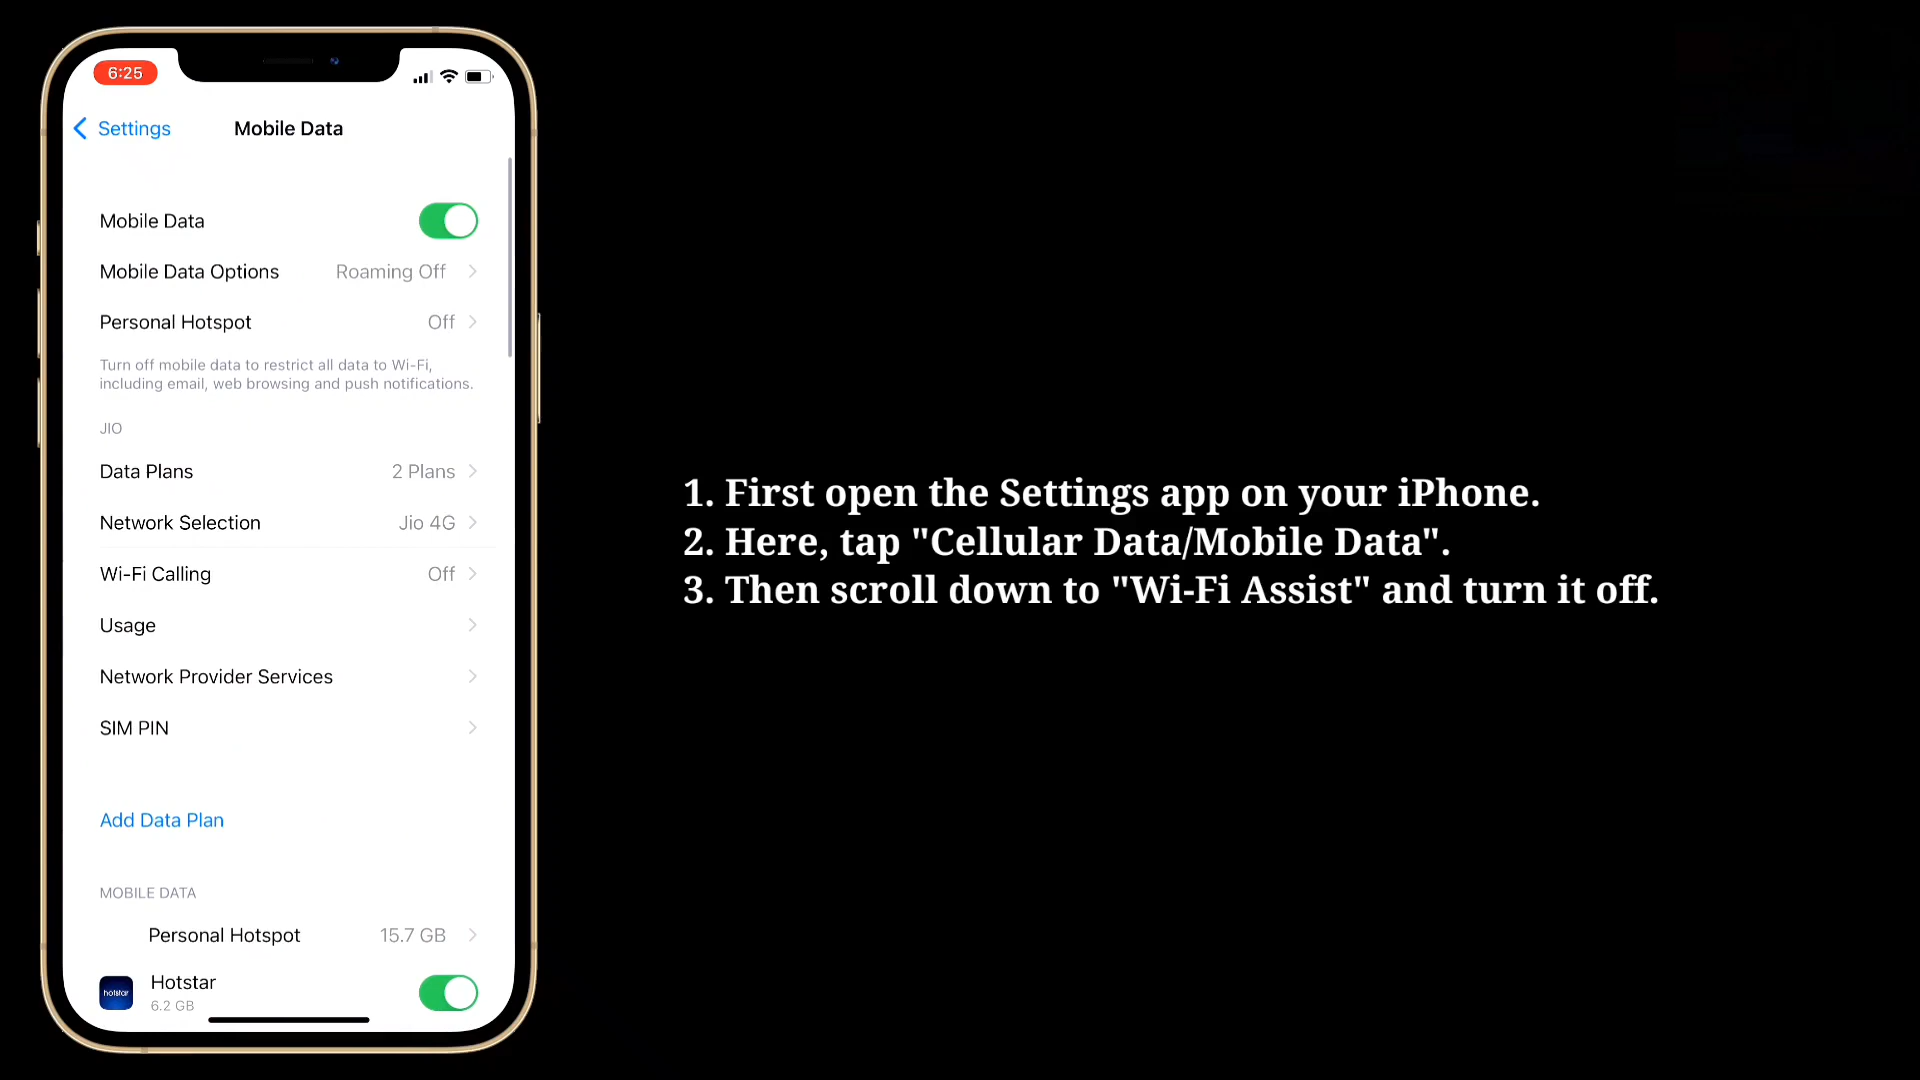 6:25
Settings
Mobile Data
Mobile Data
Mobile Data Options Roaming Off
Personal Hotspot Off
Turn off mobile data to restrict all data to Wi-Fi,
including email, web browsing and push notifications.
JIO
Data Plans 2 Plans
Network Selection Jio 4G
Wi-Fi Calling Off
Usage
Network Provider Services
SIM PIN
Add Data Plan
MOBILE DATA
Personal Hotspot 15.7 GB
hotstar
Hotstar
6.2 GB
1. First open the Settings app on your iPhone.
2. Here, tap "Cellular Data/Mobile Data".
3. Then scroll down to "Wi-Fi Assist" and turn it off.